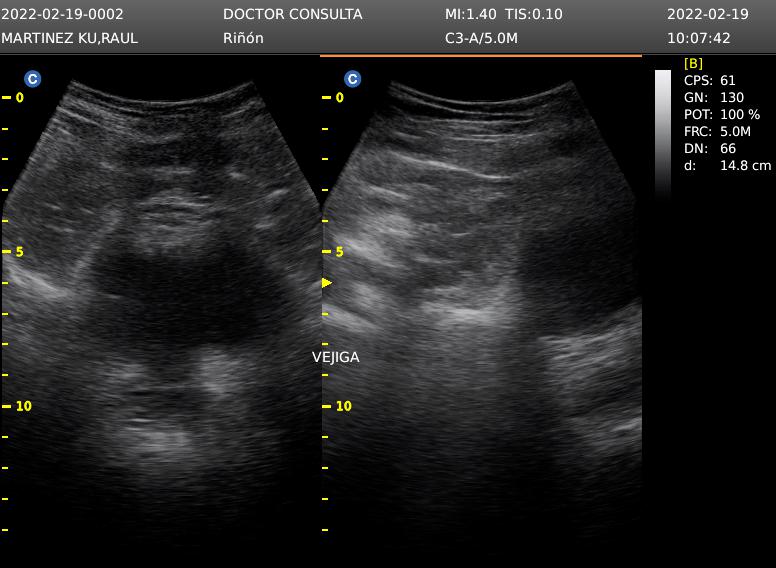 2022-02-19-0002 DOCTOR CONSULTA MI:1.40 TIS:0.10 2022-02-19
MARTINEZ KU,RAUL Riñón C3-A/5.0M 10:07:42
[B]
CPS: 61
GN: 130
POT: 100 %
FRC: 5.0M
DN: 66
d: 14.8 cm
C C
0 0
5 5
VEJIGA
10 10